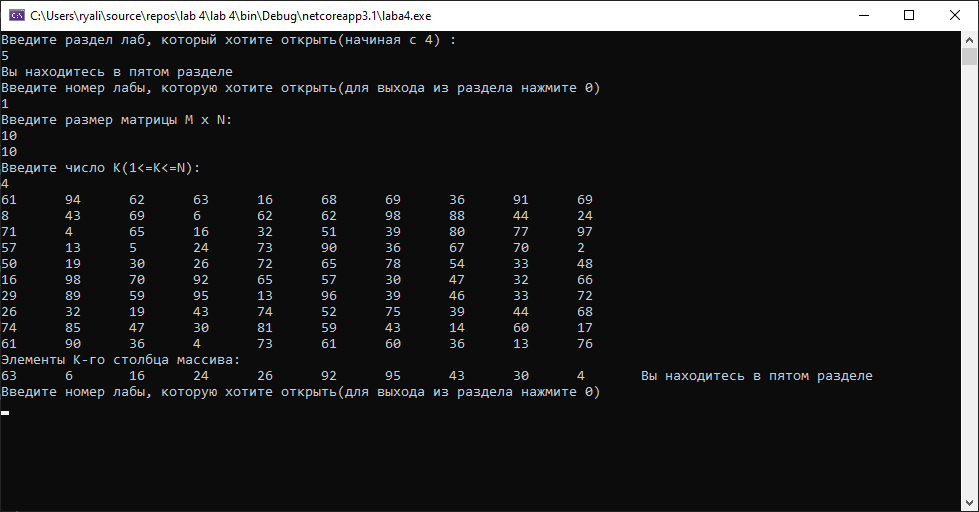 C:\Users\ryali\source\repos\lab 4\lab 4\bin\Debug\netcoreapp3.1\laba4.exe
Введите раздел лаб, который хотите открыть(начиная с 4) :
5
Вы находитесь в пятом разделе
Введите номер лабы, которую хотите открыть(для выхода из раздела нажмите 0)
1
Введите размер матрицы M x N:
10
10
Введите число K(1<=K<=N):
4
61 94 62 63 16 68 69 36 91 69
8 43 69 6 62 62 98 88 44 24
71 4 65 16 32 51 39 80 77 97
57 13 5 24 73 90 36 67 70 2
50 19 30 26 72 65 78 54 33 48
16 98 70 92 65 57 30 47 32 66
29 89 59 95 13 96 39 46 33 72
26 32 19 43 74 52 75 39 44 68
74 85 47 30 81 59 43 14 60 17
61 90 36 4 73 61 60 36 13 76
Элементы K-го столбца массива:
63 6 16 24 26 92 95 43 30 4 Вы находитесь в пятом разделе
Введите номер лабы, которую хотите открыть(для выхода из раздела нажмите 0)